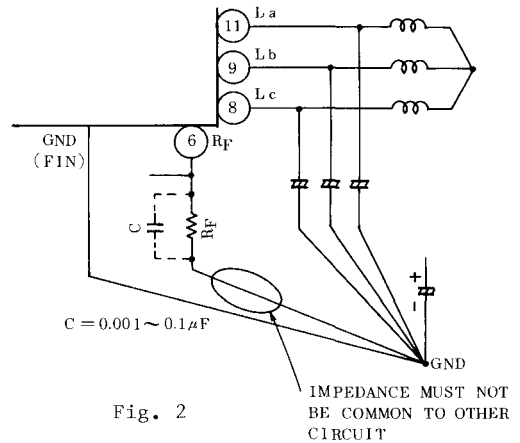 11 La
9 Lb
8 Lc
GND
(FIN)
6 RF
C
RF
+
-
C = 0.001 ~ 0.1μF
GND
IMPEDANCE MUST NOT
BE COMMON TO OTHER
CIRCUIT
Fig. 2